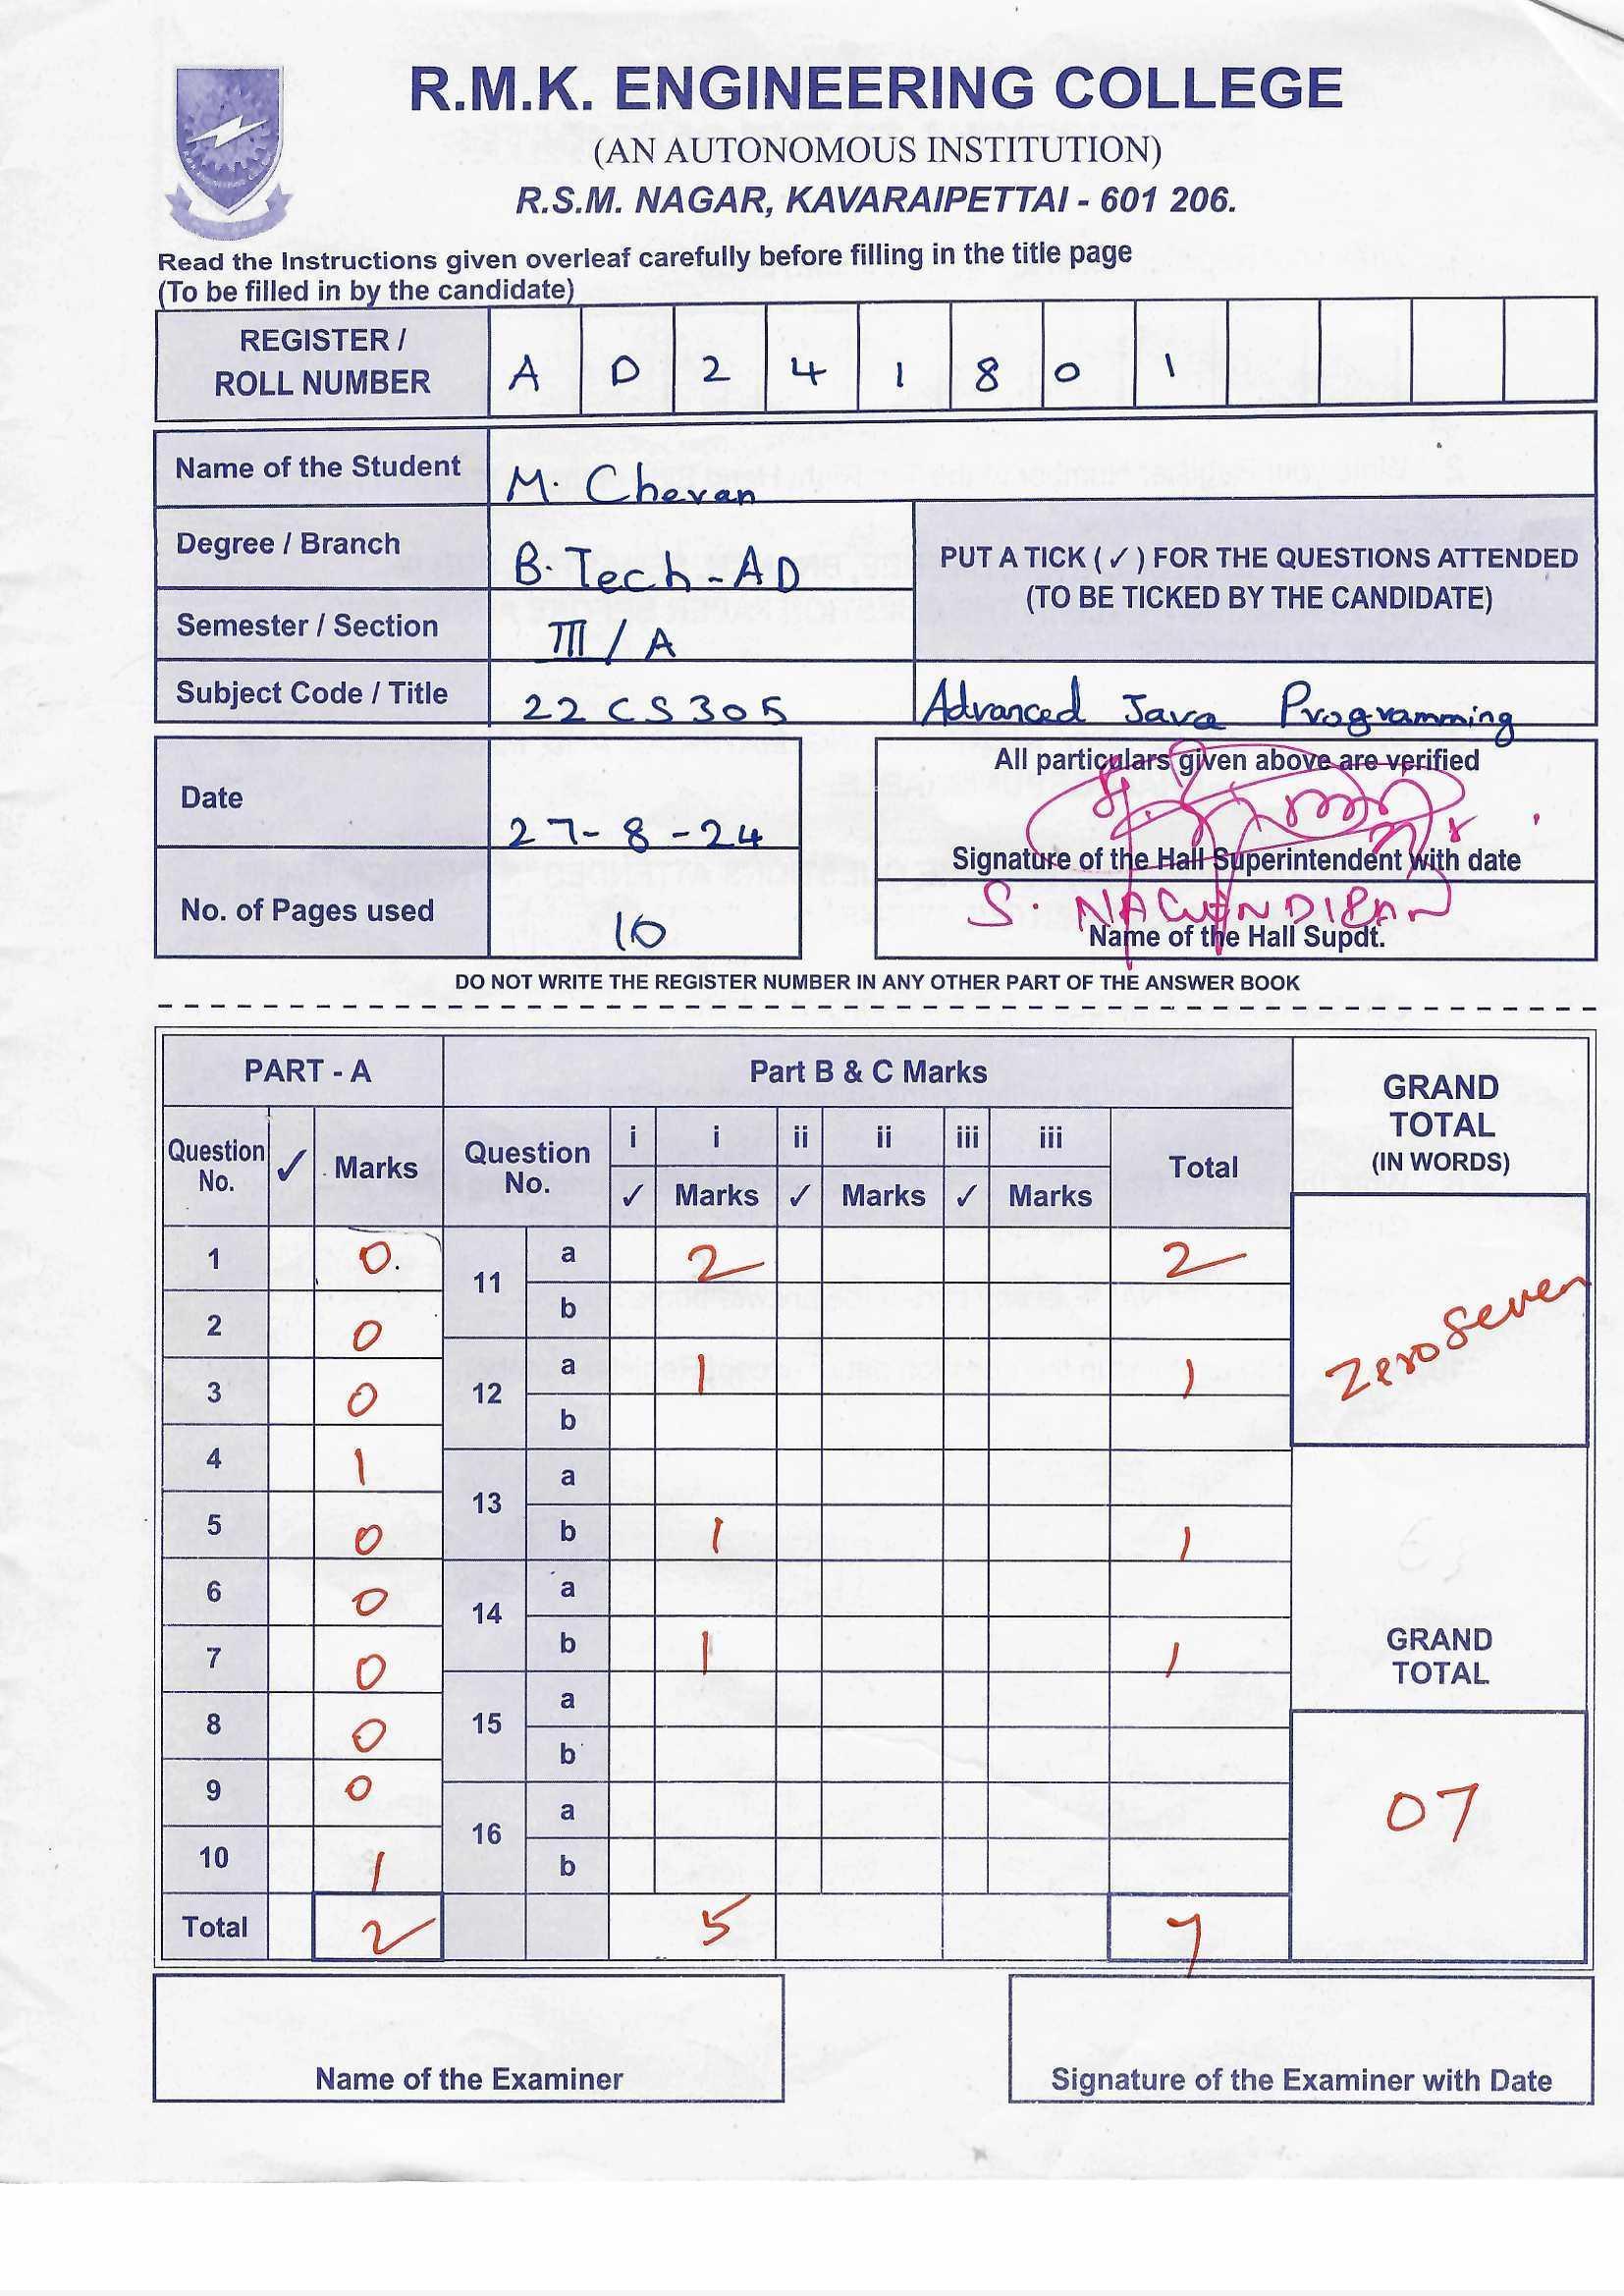 R.M.K. ENGINEERING COLLEGE
(AN AUTONOMOUS INSTITUTION)
R.S.M. NAGAR, KAVARAIPETTAI - 601 206.
Read the Instructions given overleaf carefully before filling in the title page
(To be filled in by the candidate)
REGISTER / ROLL NUMBER A D 2 4 1 8 0 1
Name of the Student M. Chevan
Degree / Branch B.Tech-AD
PUT A TICK ( ✓ ) FOR THE QUESTIONS ATTENDED
(TO BE TICKED BY THE CANDIDATE)
Semester / Section III / A
Subject Code / Title 22CS305 Advanced Java Programming
All particulars given above are verified
Date 27-8-24
Signature of the Hall Superintendent with date
No. of Pages used 10
S.
Name of the Hall Supdt.
DO NOT WRITE THE REGISTER NUMBER IN ANY OTHER PART OF THE ANSWER BOOK
PART - A Part B & C Marks GRAND TOTAL (IN WORDS)
Question No. ✓ Marks Question No. i i ii ii iii iii Total
✓ Marks ✓ Marks ✓ Marks
1 0. 11 a 2 2
2 0 b
Zero Seven
3 0 12 a 1 1
b
4 1 13 a
5 0 b 1 1
6 0 14 a
7 0 b 1 1
GRAND TOTAL
8 0 15 a
b
9 0 16 a
07
10 1 b
Total 2 5 7
Name of the Examiner
Signature of the Examiner with Date